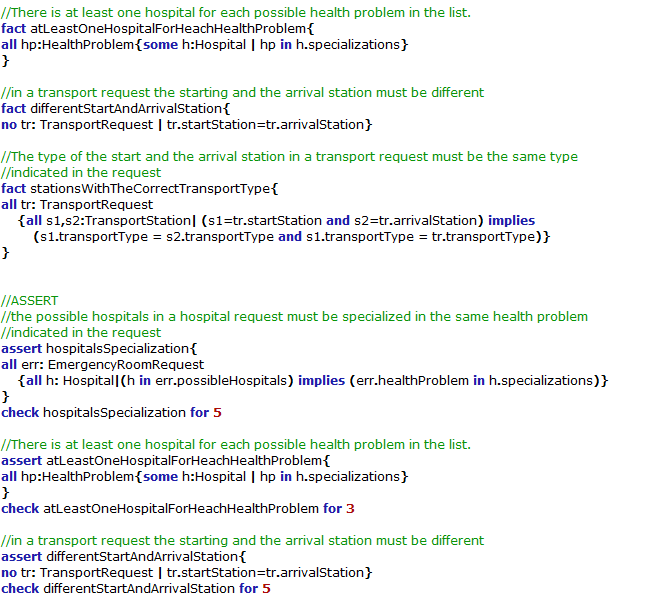 //There is at least one hospital for each possible health problem in the list.
fact atLeastOneHospitalForHeachHealthProblem{
all hp:HealthProblem{some h:Hospital | hp in h.specializations}
}
//in a transport request the starting and the arrival station must be different
fact differentStartAndArrivalStation{
no tr: TransportRequest | tr.startStation=tr.arrivalStation}
//The type of the start and the arrival station in a transport request must be the same type
//indicated in the request
fact stationsWithTheCorrectTransportType{
all tr: TransportRequest
{all s1,s2:TransportStation| (s1=tr.startStation and s2=tr.arrivalStation) implies
(s1.transportType = s2.transportType and s1.transportType = tr.transportType)}
}
//ASSERT
//the possible hospitals in a hospital request must be specialized in the same health problem
//indicated in the request
assert hospitalsSpecialization{
all err: EmergencyRoomRequest
{all h: Hospital|(h in err.possibleHospitals) implies (err.healthProblem in h.specializations)}
}
check hospitalsSpecialization for 5
//There is at least one hospital for each possible health problem in the list.
assert atLeastOneHospitalForHeachHealthProblem{
all hp:HealthProblem{some h:Hospital | hp in h.specializations}
}
check atLeastOneHospitalForHeachHealthProblem for 3
//in a transport request the starting and the arrival station must be different
assert differentStartAndArrivalStation{
no tr: TransportRequest | tr.startStation=tr.arrivalStation}
check differentStartAndArrivalStation for 5